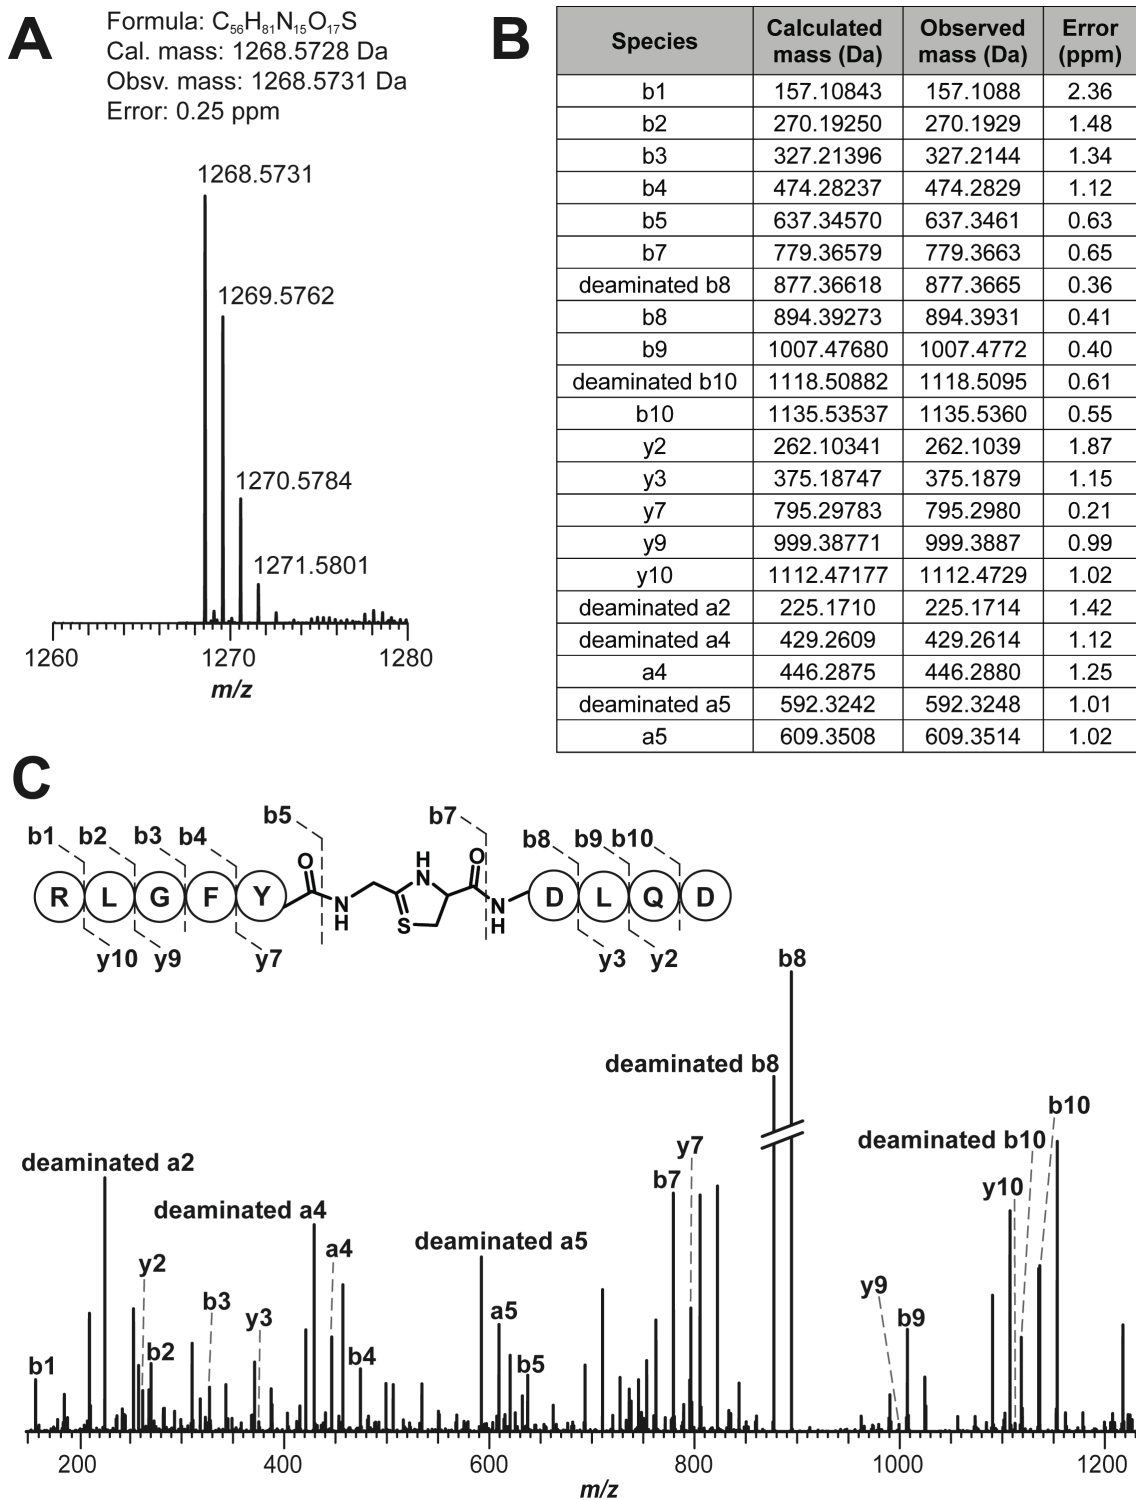 A
Formula: C₅₆H₈₁N₁₅O₁₇S
Cal. mass: 1268.5728 Da
Obsv. mass: 1268.5731 Da
Error: 0.25 ppm
1268.5731
1269.5762
1270.5784
1271.5801
1260 1270 1280
m/z
B
Species Calculated mass (Da) Observed mass (Da) Error (ppm)
b1 157.10843 157.1088 2.36
b2 270.19250 270.1929 1.48
b3 327.21396 327.2144 1.34
b4 474.28237 474.2829 1.12
b5 637.34570 637.3461 0.63
b7 779.36579 779.3663 0.65
deaminated b8 877.36618 877.3665 0.36
b8 894.39273 894.3931 0.41
b9 1007.47680 1007.4772 0.40
deaminated b10 1118.50882 1118.5095 0.61
b10 1135.53537 1135.5360 0.55
y2 262.10341 262.1039 1.87
y3 375.18747 375.1879 1.15
y7 795.29783 795.2980 0.21
y9 999.38771 999.3887 0.99
y10 1112.47177 1112.4729 1.02
deaminated a2 225.1710 225.1714 1.42
deaminated a4 429.2609 429.2614 1.12
a4 446.2875 446.2880 1.25
deaminated a5 592.3242 592.3248 1.01
a5 609.3508 609.3514 1.02
C
b1 b2 b3 b4 b5 b7 b8 b9 b10
R L G F Y O N H S H N O N H D L Q D
y10 y9 y7 y3 y2
b8
deaminated b8
b10
deaminated b10
y7
deaminated a2
b7
y10
deaminated a4
deaminated a5
a4
y2
y9
b3
y3
a5
b9
b1
b2
b4
b5
200 400 600 800 1000 1200
m/z